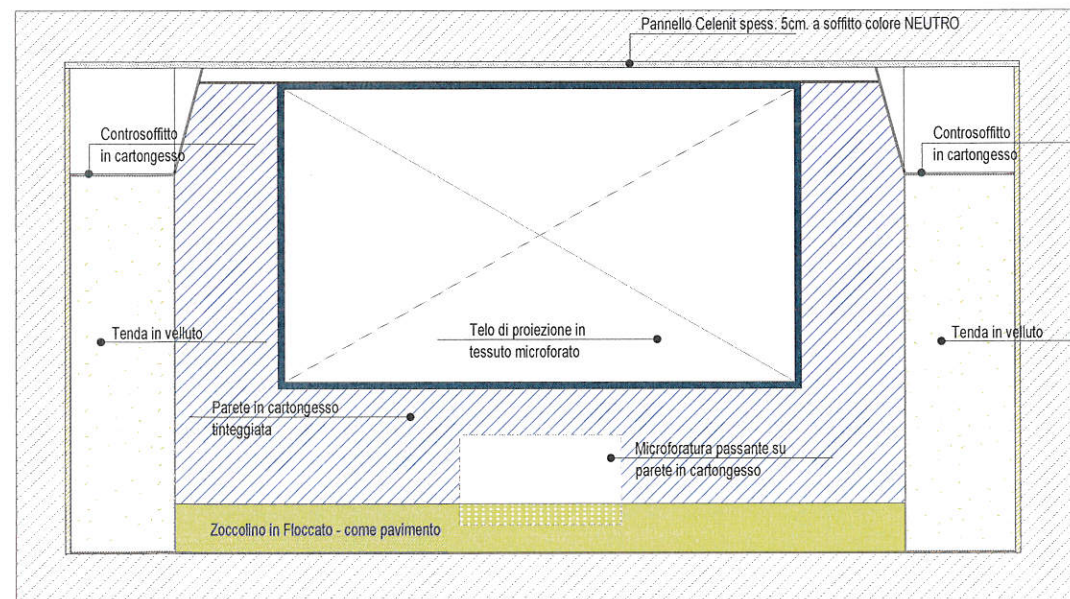 Pannello Celenit spess. 5cm. a soffitto colore NEUTRO
Controsoffitto
in cartongesso
Controsoffitto
in cartongesso
Tenda in velluto
Telo di proiezione in
tessuto microforato
Tenda in velluto
Parete in cartongesso
tinteggiata
Microforatura passante su
parete in cartongesso
Zoccolino in Floccato - come pavimento